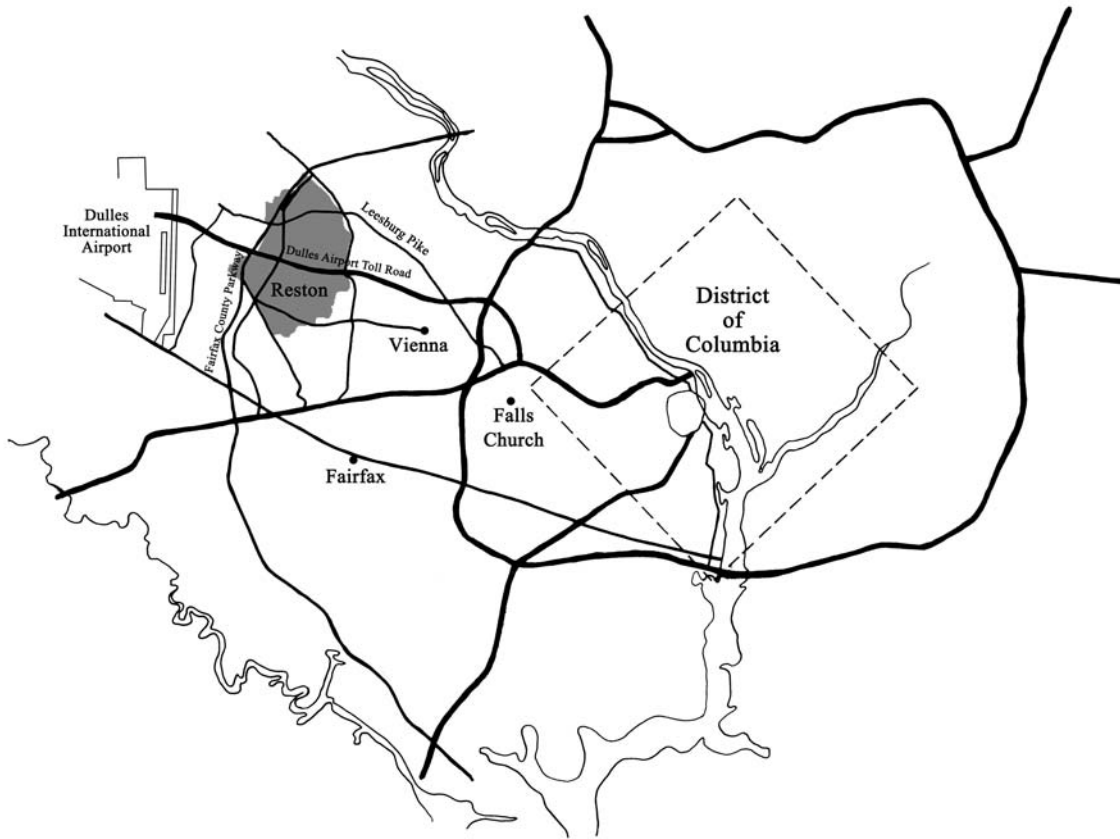 Dulles
International
Airport
Leesburg Pike
Dulles Airport Toll Road
Reston
Fairfax County Parkway
Vienna
District
of
Columbia
Falls
Church
Fairfax